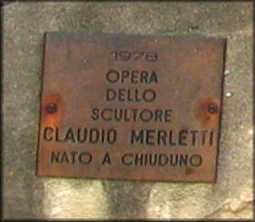 1978
OPERA
DELLO
SCULTORE
CLAUDIO MERLETTI
NATO A CHIUDUNO